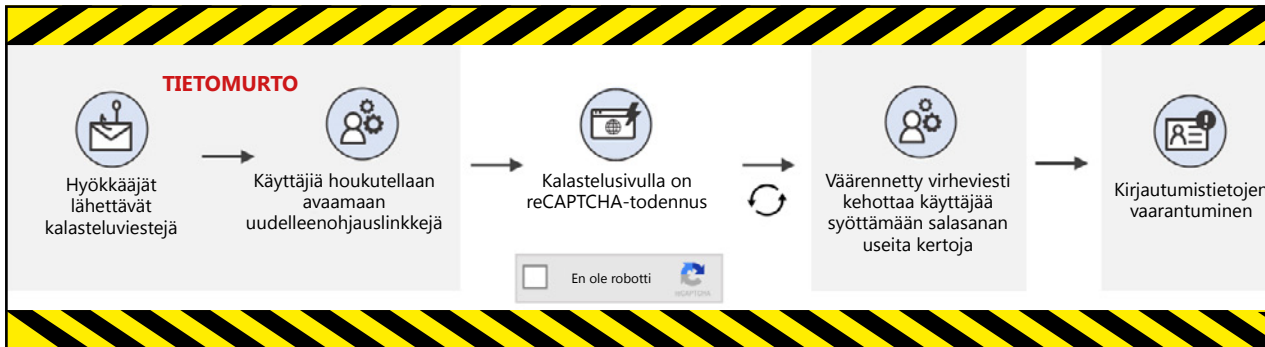 TIETOMURTO
Hyökkääjät
lähettävät
kalasteluviestejä
Käyttäjiä houkutellaan
avaamaan
uudelleenohjauslinkkejä
Kalastelusivulla on
reCAPTCHA-todennus
En ole robotti
reCAPTCHA
Väärennetty virheviesti
kehottaa käyttäjää
syöttämään salasanan
useita kertoja
Kirjautumistietojen
vaarantuminen